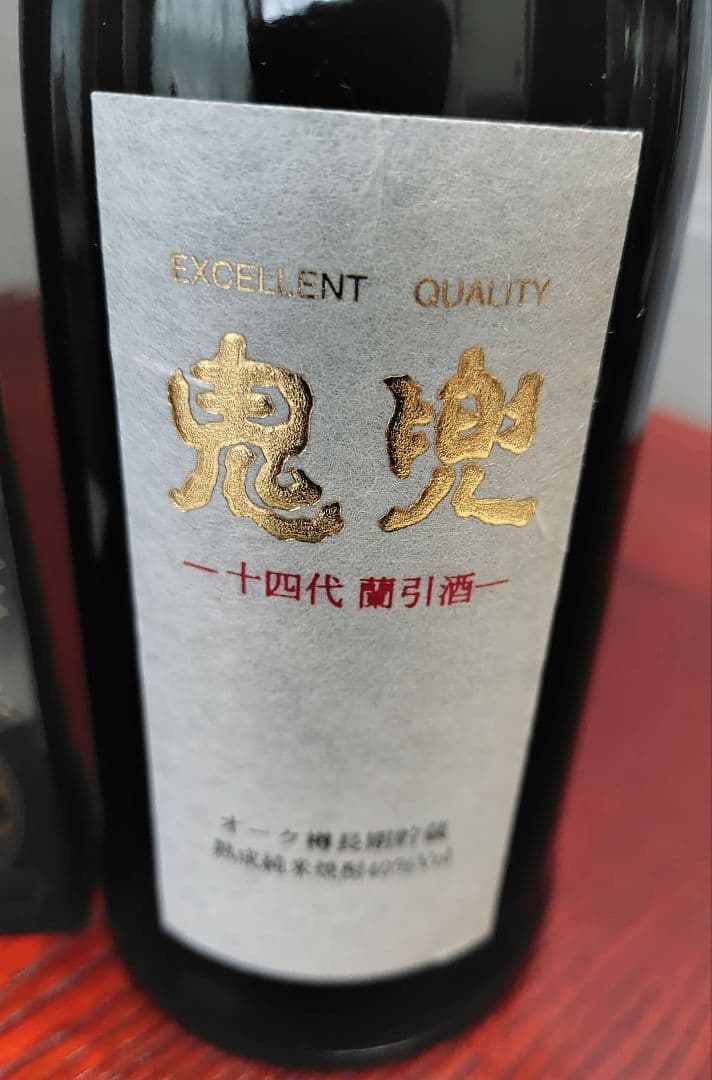 EXCELLENT QUALITY
鬼兜
―十四代 蘭引酒―
オーク樽長期貯蔵
熟成純米焼酎40%Vol